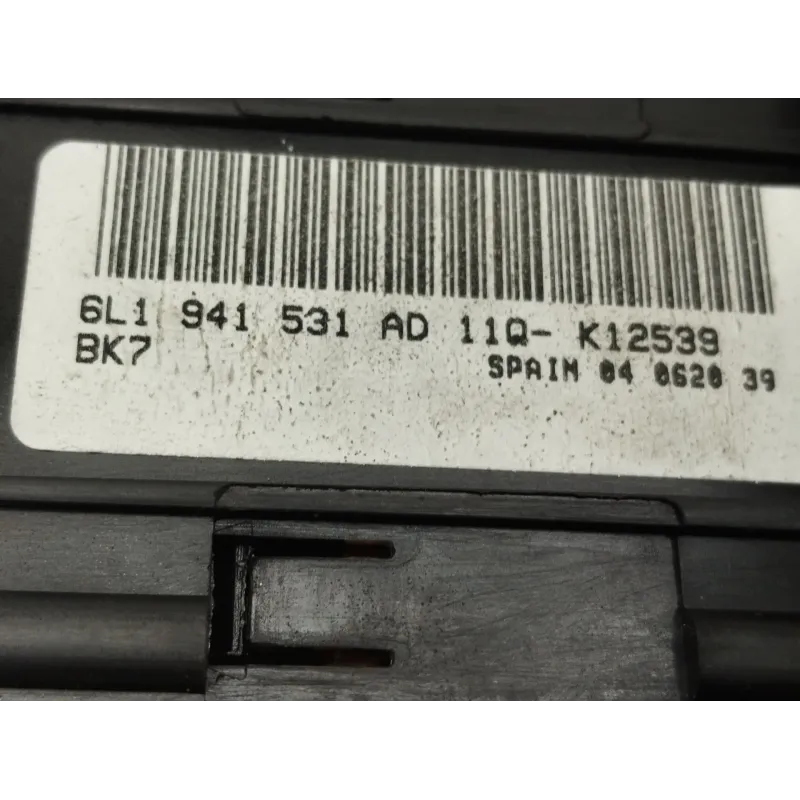 6L1 941 531 AD 11Q- K12539
BK7
SPAIN 04 0620 39